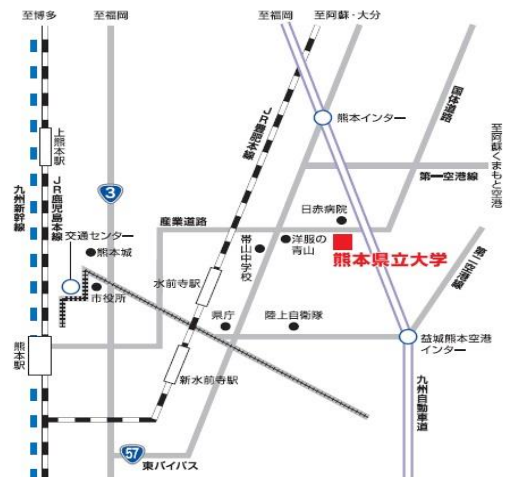 至博多
至福岡
至福岡
至阿蘇・大分
国体道路
JR豊肥本線
熊本インター
至阿蘇くまもと空港
上熊本駅
第一空港線
九州新幹線
JR鹿児島本線
3
日赤病院
産業道路
洋服の
青山
帯山中学校
熊本県立大学
交通センター
熊本城
第二空港線
水前寺駅
市役所
県庁
陸上自衛隊
益城熊本空港
インター
熊本駅
新水前寺駅
九州自動車道
57
東バイパス